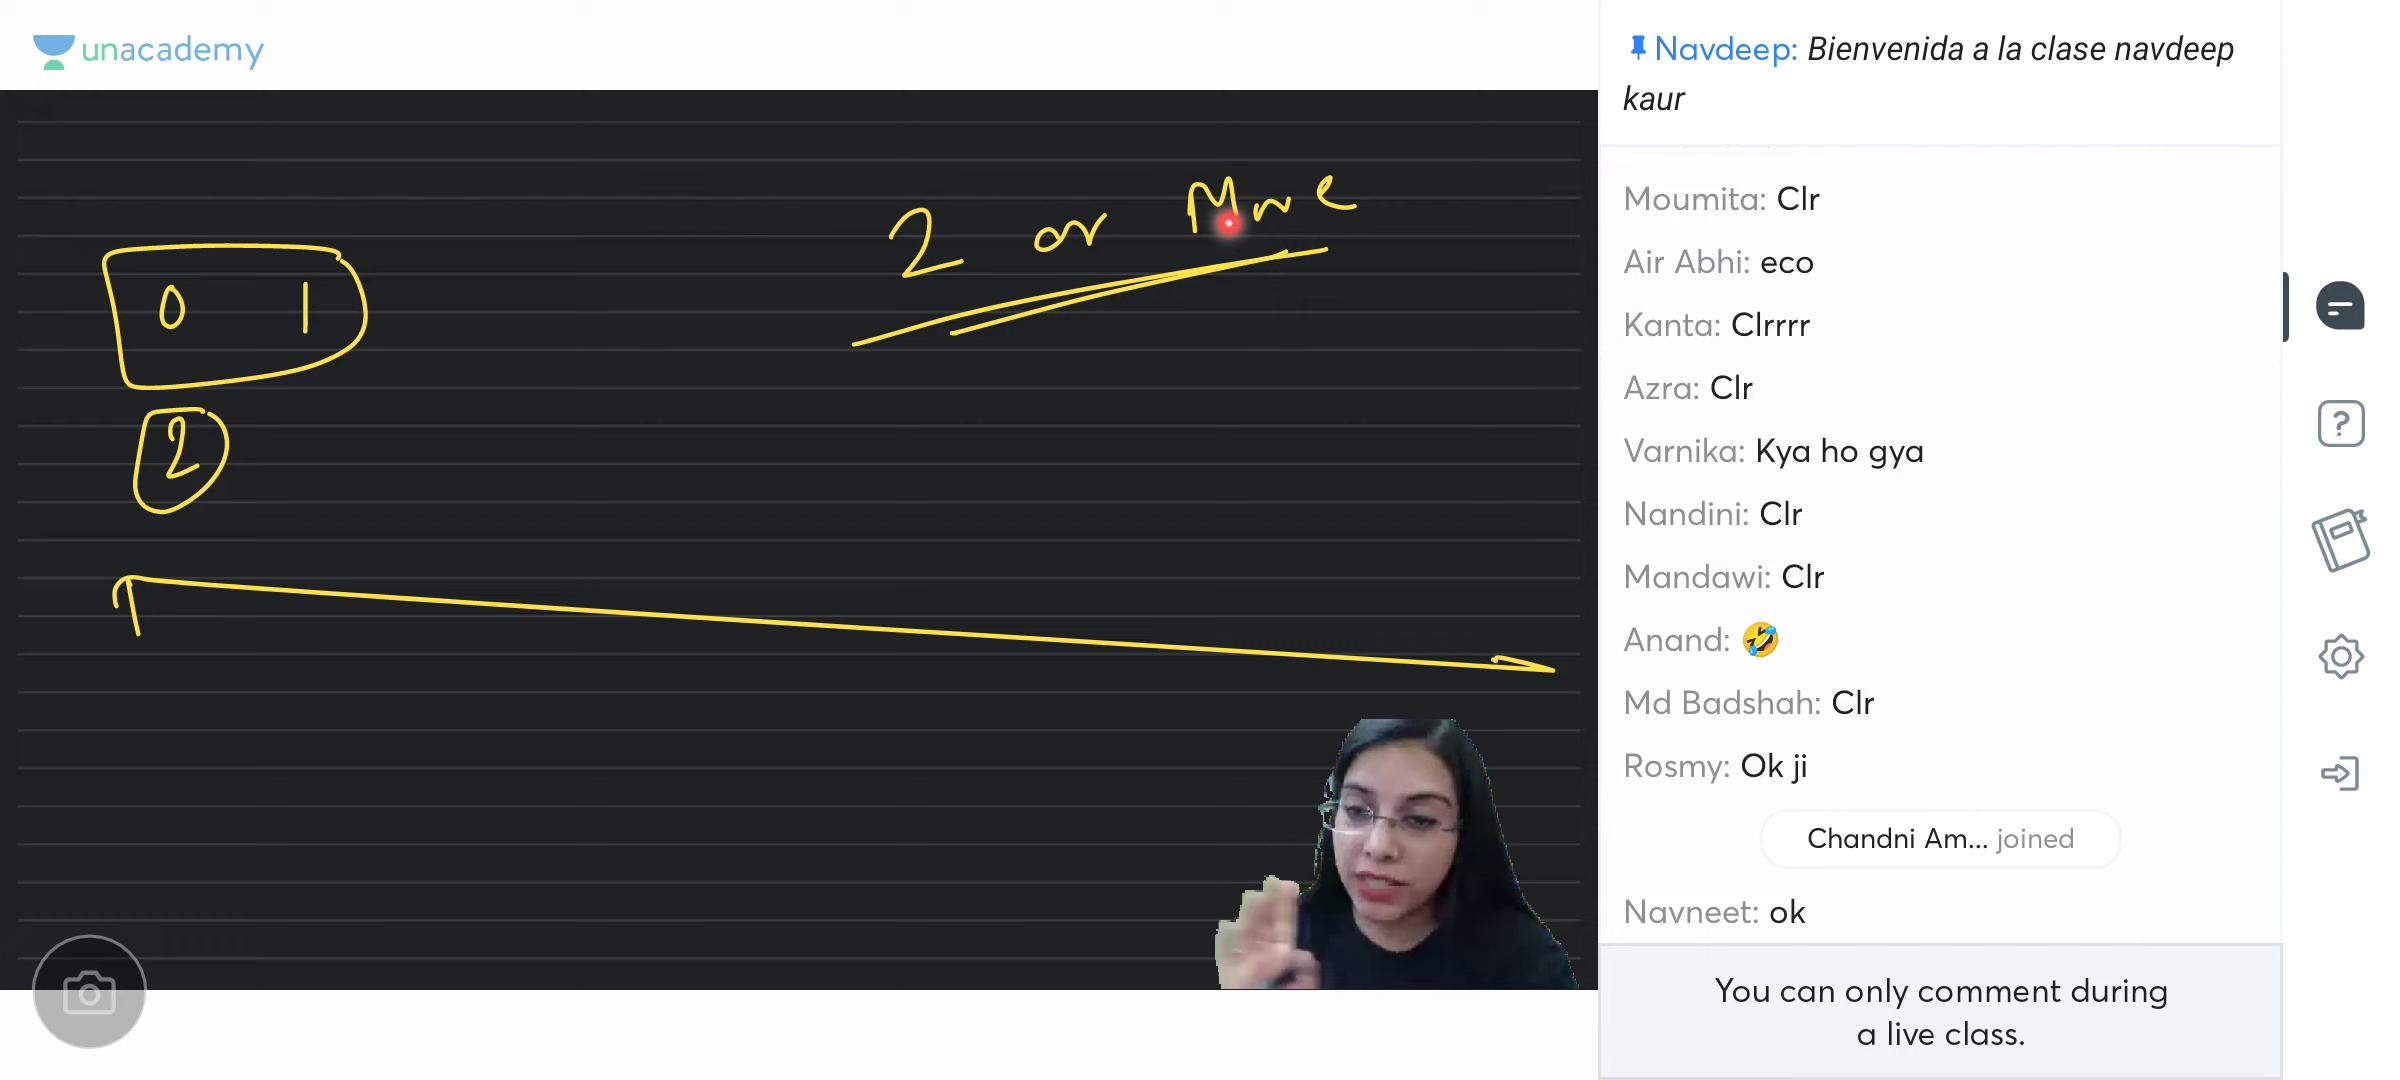 unacademy
2 or More
0 1
2
Navdeep: Bienvenida a la clase navdeep
kaur
Moumita: Clr
Air Abhi: eco
Kanta: Clrrrr
Azra: Clr
Varnika: Kya ho gya
Nandini: Clr
Mandawi: Clr
Anand: 🤣
Md Badshah: Clr
Rosmy: Ok ji
Chandni Am... joined
Navneet: ok
You can only comment during
a live class.